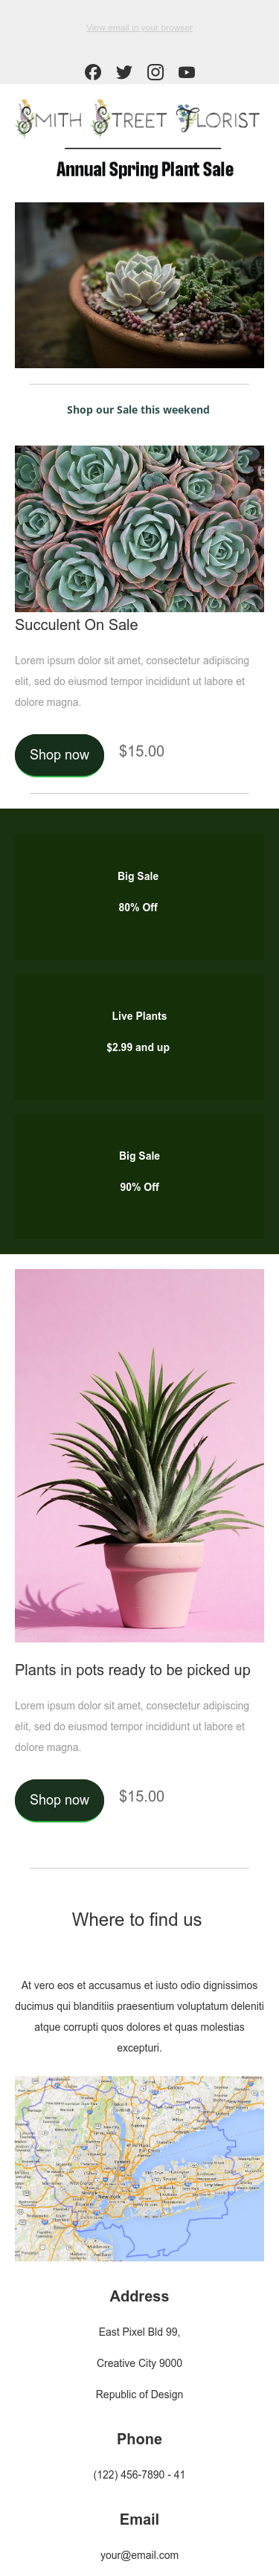 View email in your browser
Smith Street Florist
Annual Spring Plant Sale
Shop our Sale this weekend
Succulent On Sale
Lorem ipsum dolor sit amet, consectetur adipiscing
elit, sed do eiusmod tempor incididunt ut labore et
dolore magna.
Shop now $15.00
Big Sale
80% Off
Live Plants
$2.99 and up
Big Sale
90% Off
Plants in pots ready to be picked up
Lorem ipsum dolor sit amet, consectetur adipiscing
elit, sed do eiusmod tempor incididunt ut labore et
dolore magna.
Shop now $15.00
Where to find us
At vero eos et accusamus et iusto odio dignissimos
ducimus qui blanditiis praesentium voluptatum deleniti
atque corrupti quos dolores et quas molestias
excepturi.
Address
East Pixel Bld 99,
Creative City 9000
Republic of Design
Phone
(122) 456-7890 - 41
Email
your@email.com